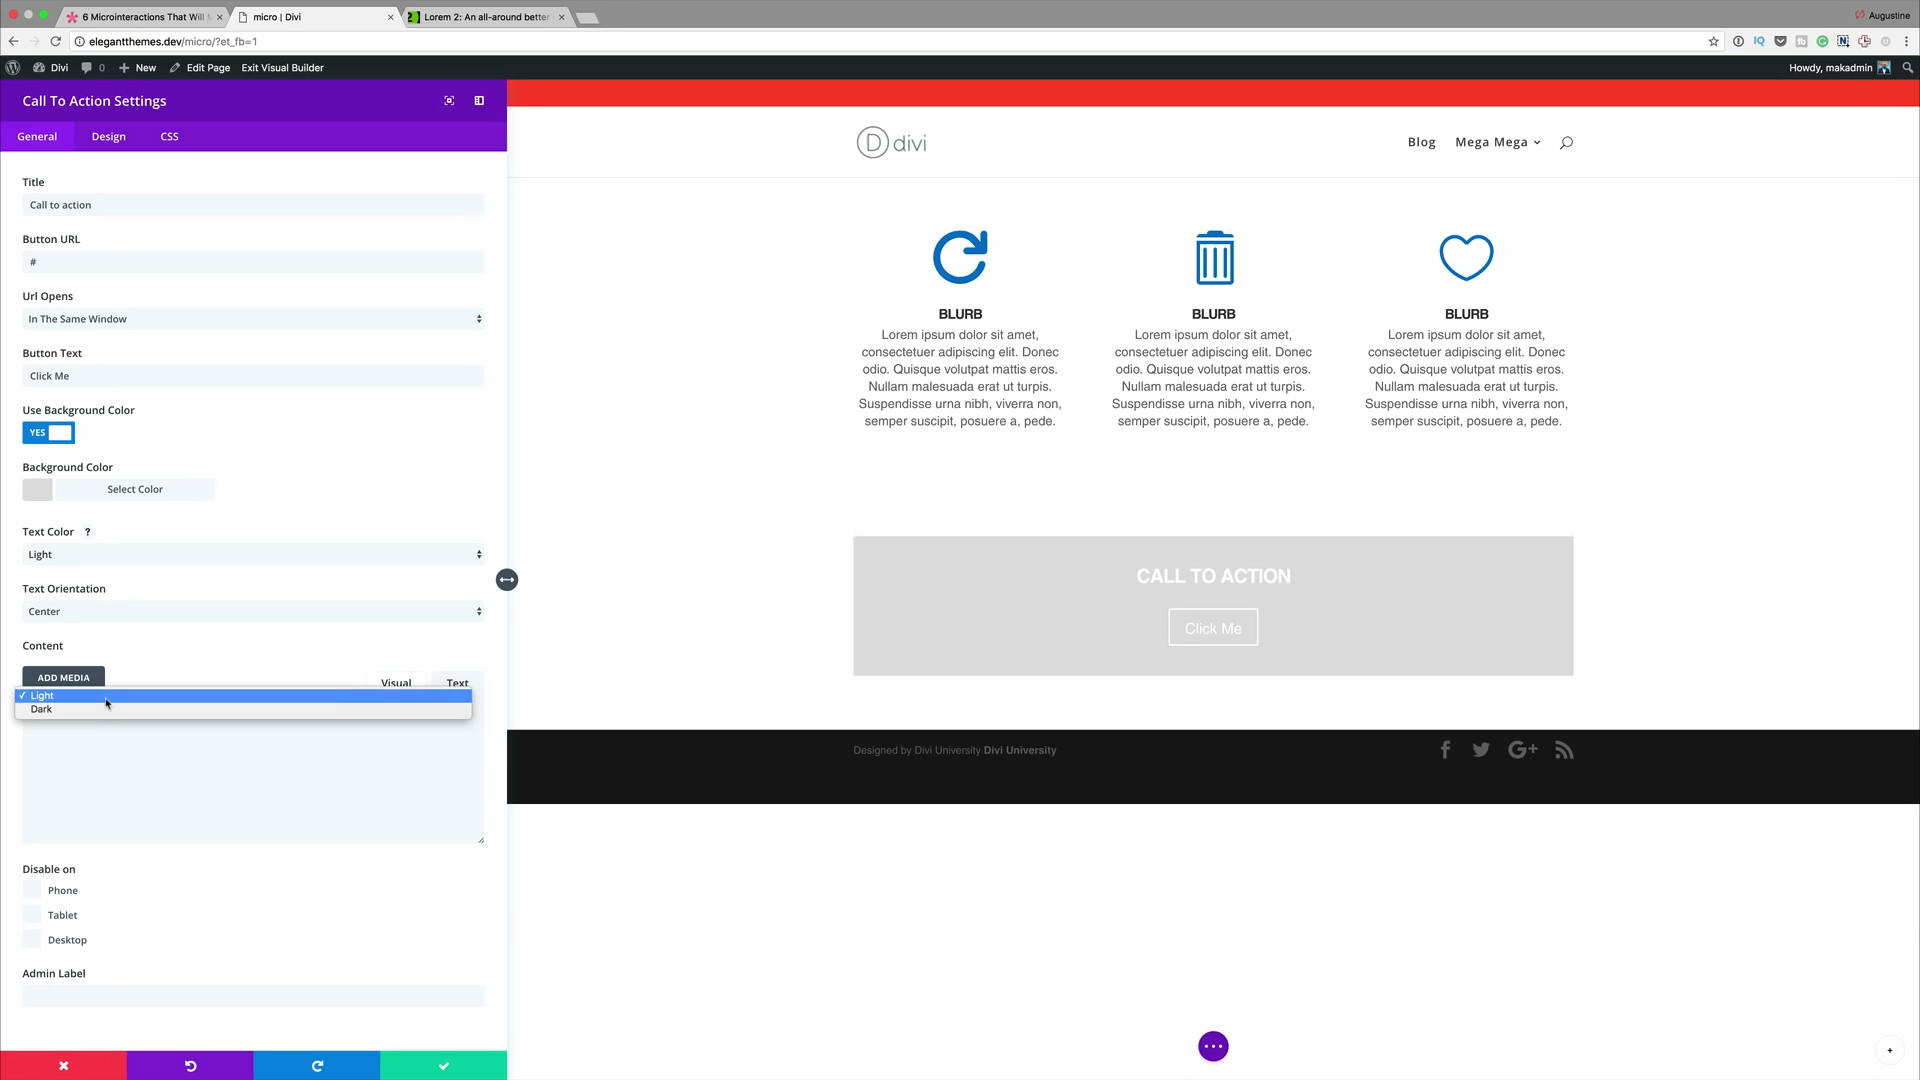 6 Microinteractions That Will M
micro | Divi
Lorem 2: An all-around better
Augustine
elegantthemes.dev/micro/?et_fb=1
Divi
0
New
Edit Page
Exit Visual Builder
Howdy, makadmin
Call To Action Settings
General
Design
CSS
Title
Call to action
Button URL
#
Url Opens
In The Same Window
Button Text
Click Me
Use Background Color
YES
Background Color
Select Color
Text Color ?
Light
Text Orientation
Center
Content
ADD MEDIA
Visual
Text
✓ Light
Dark
Disable on
Phone
Tablet
Desktop
Admin Label
D divi
Blog
Mega Mega
BLURB
Lorem ipsum dolor sit amet,
consectetuer adipiscing elit. Donec
odio. Quisque volutpat mattis eros.
Nullam malesuada erat ut turpis.
Suspendisse urna nibh, viverra non,
semper suscipit, posuere a, pede.
BLURB
Lorem ipsum dolor sit amet,
consectetuer adipiscing elit. Donec
odio. Quisque volutpat mattis eros.
Nullam malesuada erat ut turpis.
Suspendisse urna nibh, viverra non,
semper suscipit, posuere a, pede.
BLURB
Lorem ipsum dolor sit amet,
consectetuer adipiscing elit. Donec
odio. Quisque volutpat mattis eros.
Nullam malesuada erat ut turpis.
Suspendisse urna nibh, viverra non,
semper suscipit, posuere a, pede.
CALL TO ACTION
Click Me
Designed by Divi University Divi University